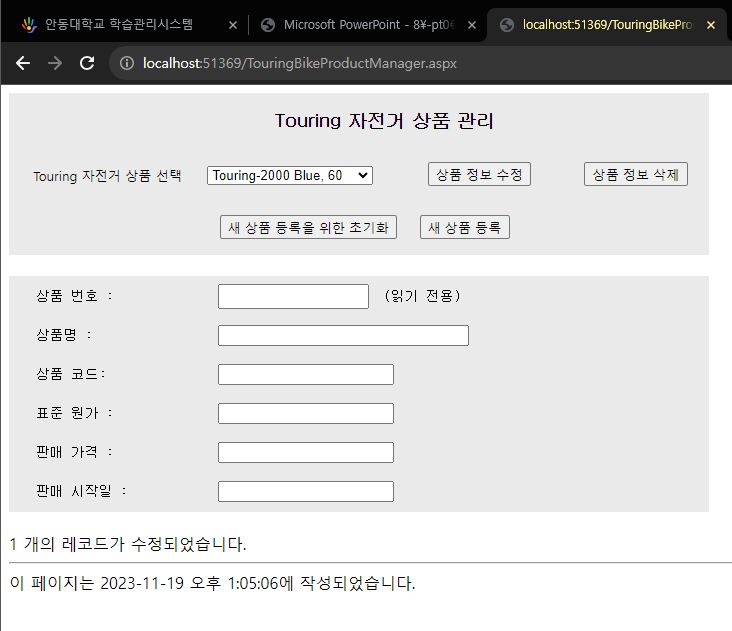 안동대학교 학습관리시스템
Microsoft PowerPoint - 8¥-pt0
localhost:51369/TouringBikePro
localhost:51369/TouringBikeProductManager.aspx
Touring 자전거 상품 관리
Touring 자전거 상품 선택 Touring-2000 Blue, 60 상품 정보 수정 상품 정보 삭제
새 상품 등록을 위한 초기화 새 상품 등록
상품 번호 : (읽기 전용)
상품명 :
상품 코드:
표준 원가 :
판매 가격 :
판매 시작일 :
1 개의 레코드가 수정되었습니다.
이 페이지는 2023-11-19 오후 1:05:06에 작성되었습니다.